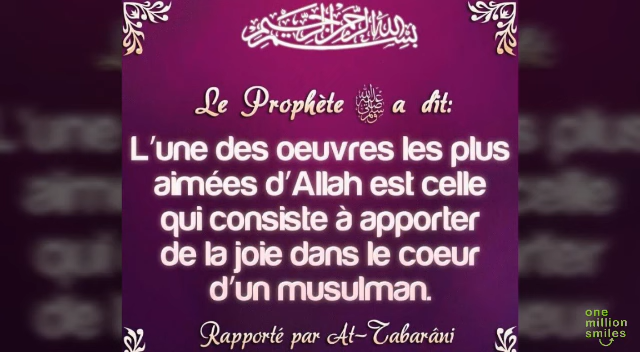 بسم الله الرحمن الرحيم
Le Prophète ﷺ a dit:
L'une des oeuvres les plus
aimées d'Allah est celle
qui consiste à apporter
de la joie dans le coeur
d'un musulman.
Rapporté par At-Tabarâni
one
million
smiles